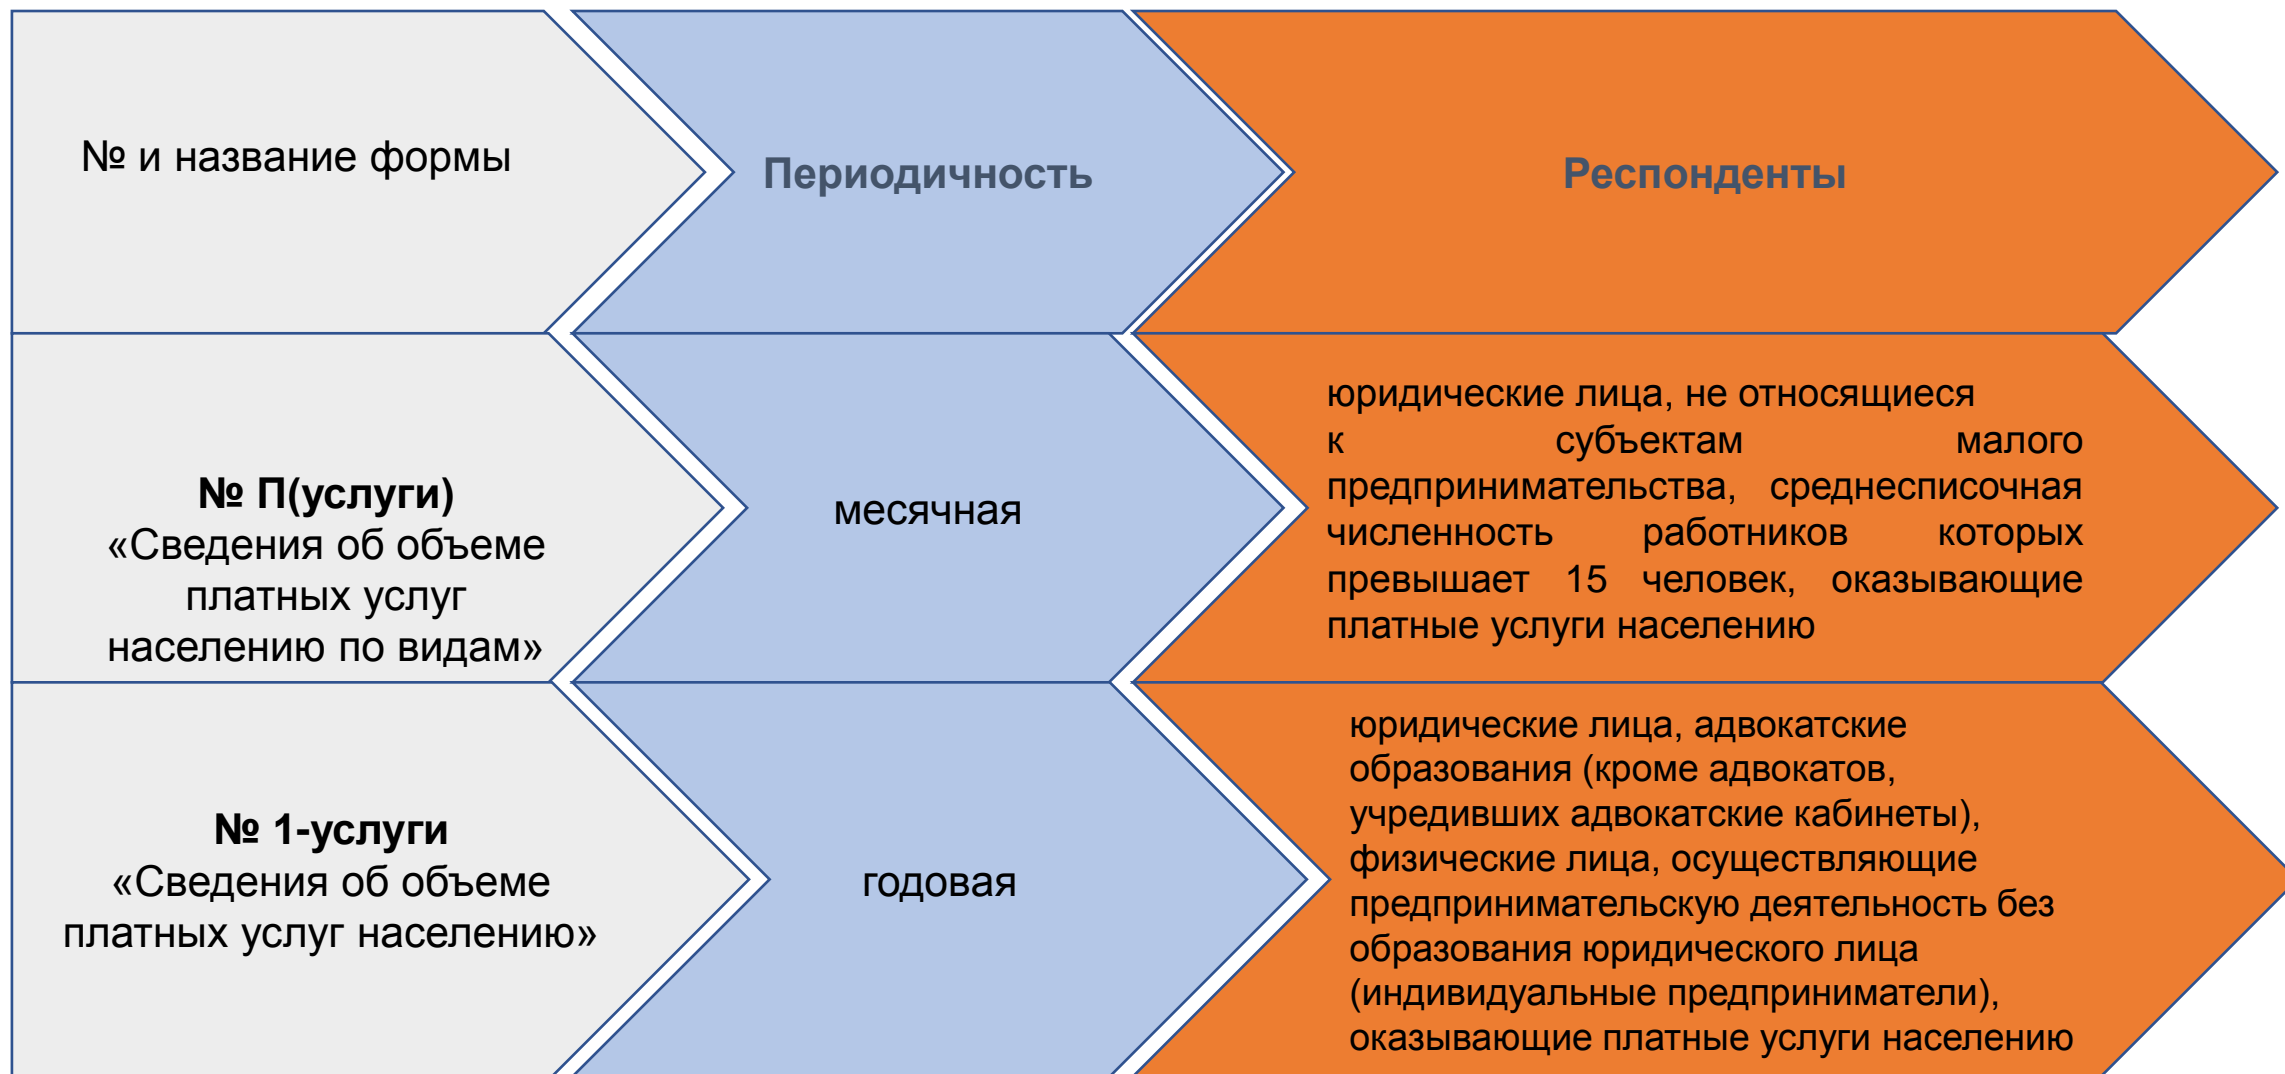 № и название формы
Периодичность
Респонденты
№ П(услуги)
«Сведения об объеме
платных услуг
населению по видам»
месячная
юридические лица, не относящиеся
к субъектам малого
предпринимательства, среднесписочная
численность работников которых
превышает 15 человек, оказывающие
платные услуги населению
№ 1-услуги
«Сведения об объеме
платных услуг населению»
годовая
юридические лица, адвокатские
образования (кроме адвокатов,
учредивших адвокатские кабинеты),
физические лица, осуществляющие
предпринимательскую деятельность без
образования юридического лица
(индивидуальные предприниматели),
оказывающие платные услуги населению